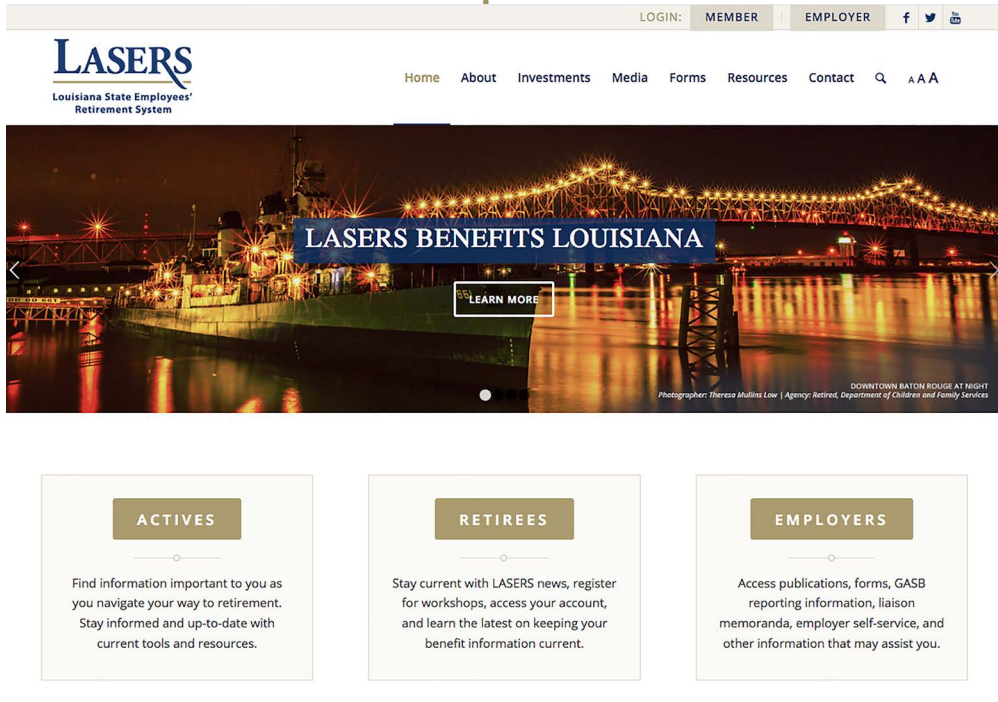 LOGIN: MEMBER EMPLOYER f You Tube
LASERS
Louisiana State Employees'
Retirement System
Home About Investments Media Forms Resources Contact A A A
LASERS BENEFITS LOUISIANA
661
LEARN MORE
DOWNTOWN BATON ROUGE AT NIGHT
Photographer: Theresa Mullins Low | Agency: Retired, Department of Children and Family Services
ACTIVES
Find information important to you as
you navigate your way to retirement.
Stay informed and up-to-date with
current tools and resources.
RETIREES
Stay current with LASERS news, register
for workshops, access your account,
and learn the latest on keeping your
benefit information current.
EMPLOYERS
Access publications, forms, GASB
reporting information, liaison
memoranda, employer self-service, and
other information that may assist you.